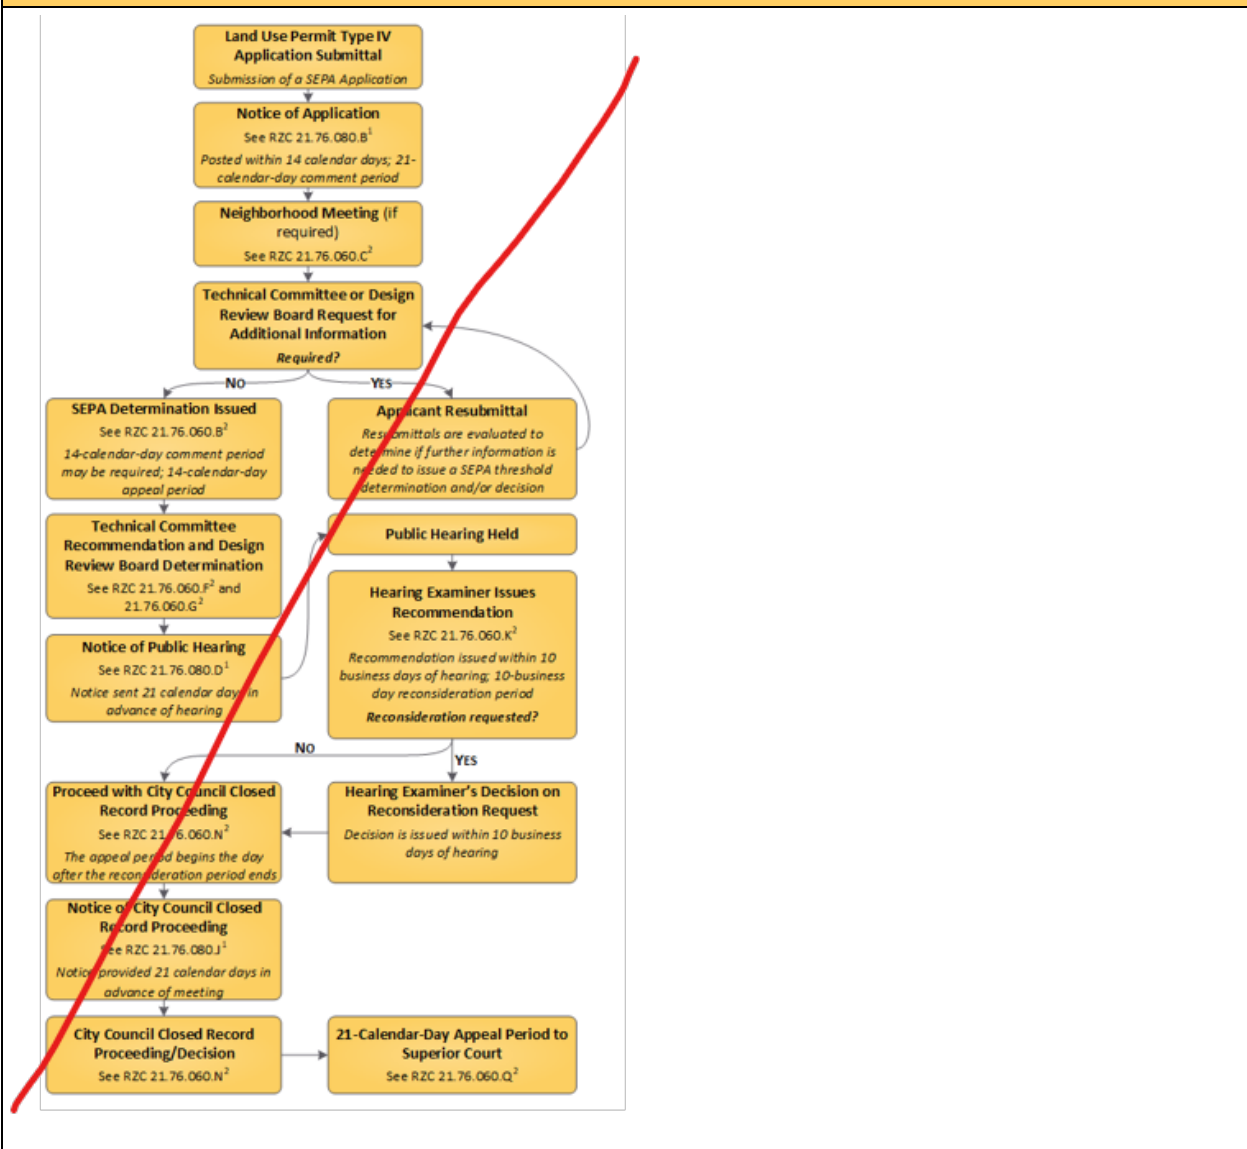 Land Use Permit Type IV
Application Submittal
Submission of a SEPA Application
Notice of Application
See RZC 21.76.080.B1
Posted within 14 calendar days; 21-
calendar-day comment period
Neighborhood Meeting (if
required)
See RZC 21.76.060.C2
Technical Committee or Design
Review Board Request for
Additional Information
Required?
NO
YES
SEPA Determination Issued
See RZC 21.76.060.B2
14-calendar-day comment period
may be required; 14-calendar-day
appeal period
Applicant Resubmittal
Resubmittals are evaluated to
determine if further information is
needed to issue a SEPA threshold
determination and/or decision
Technical Committee
Recommendation and Design
Review Board Determination
See RZC 21.76.060.F2 and
21.76.060.G2
Notice of Public Hearing
See RZC 21.76.080.D1
Notice sent 21 calendar days in
advance of hearing
Public Hearing Held
Hearing Examiner Issues
Recommendation
See RZC 21.76.060.K2
Recommendation issued within 10
business days of hearing; 10-business
day reconsideration period
Reconsideration requested?
NO
YES
Proceed with City Council Closed
Record Proceeding
See RZC 21.76.060.N2
The appeal period begins the day
after the reconsideration period ends
Hearing Examiner's Decision on
Reconsideration Request
Decision is issued within 10 business
days of hearing
Notice of City Council Closed
Record Proceeding
See RZC 21.76.080.J1
Notice provided 21 calendar days in
advance of meeting
City Council Closed Record
Proceeding/Decision
See RZC 21.76.060.N2
21-Calendar-Day Appeal Period to
Superior Court
See RZC 21.76.060.Q2